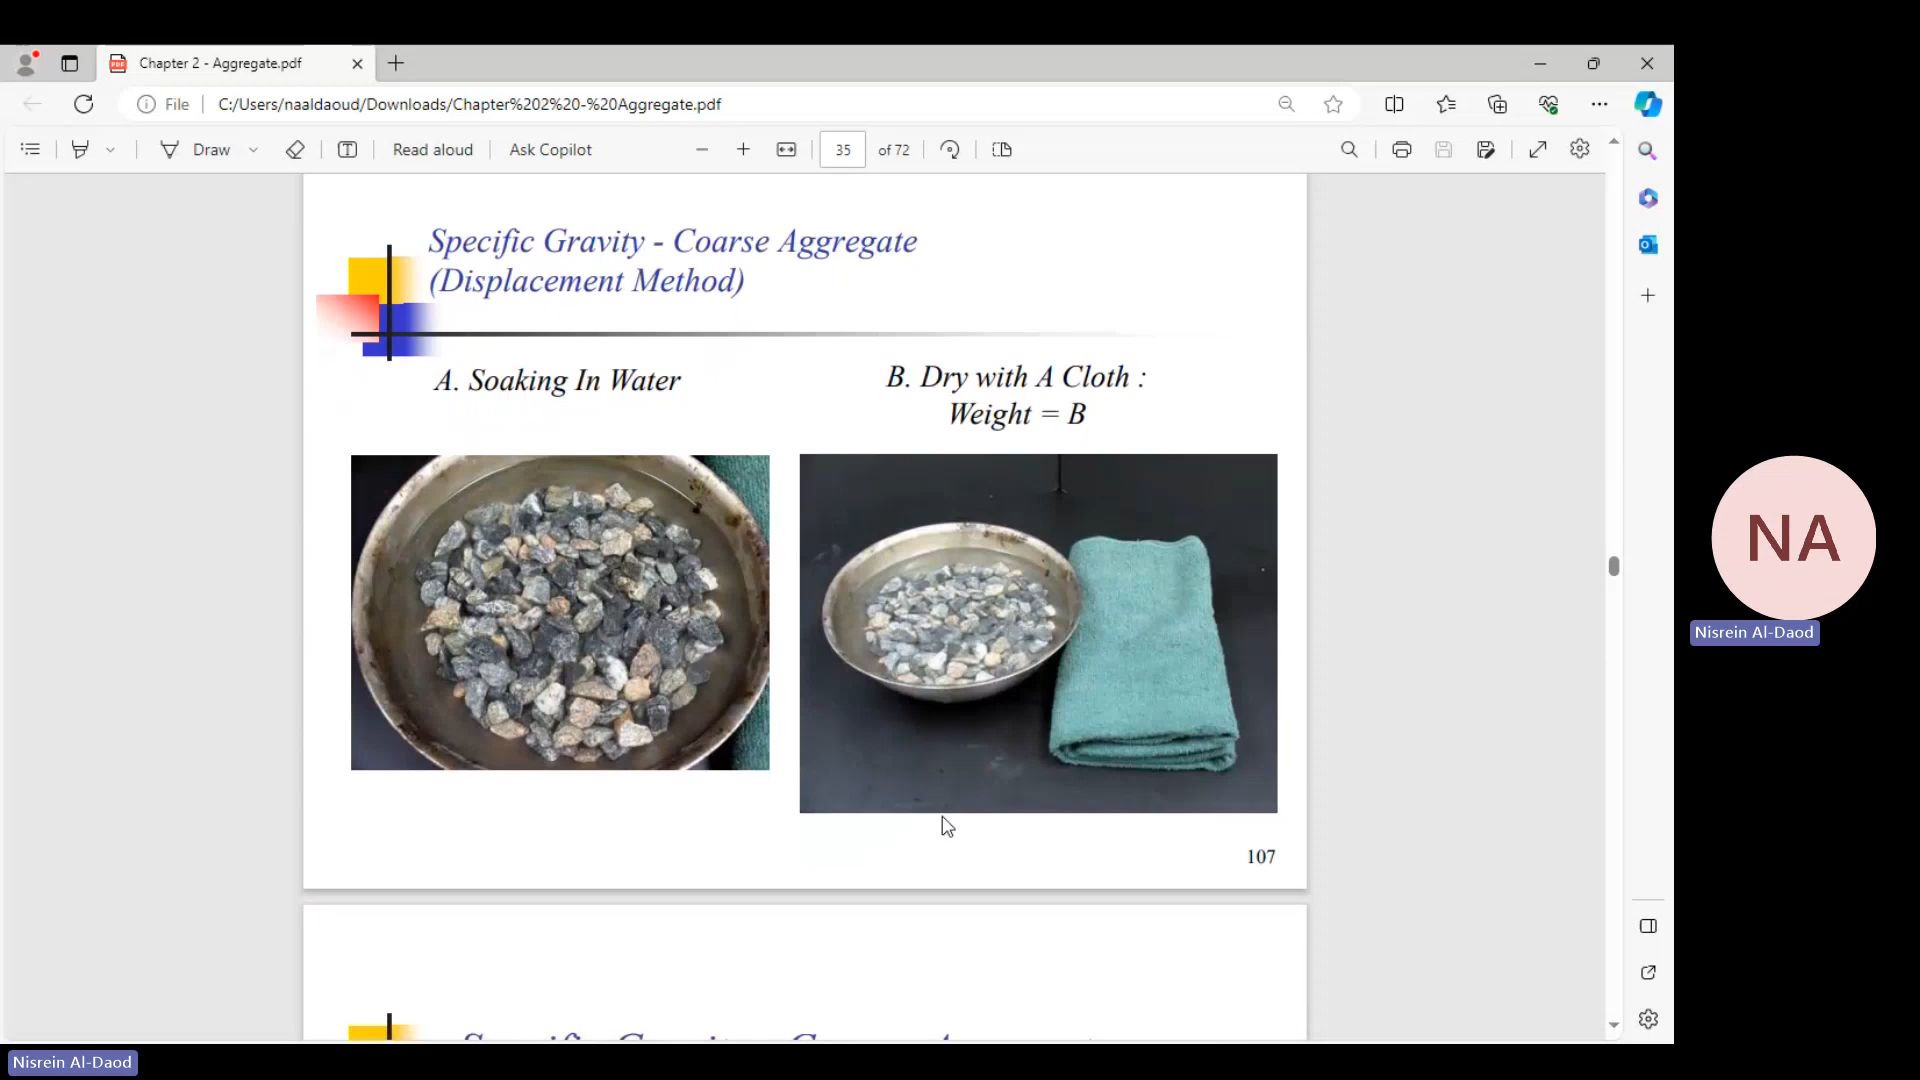 Chapter 2 - Aggregate.pdf
File
C:/Users/naaldaoud/Downloads/Chapter%202%20-%20Aggregate.pdf
Draw
Read aloud
Ask Copilot
35 of 72
Specific Gravity - Coarse Aggregate
(Displacement Method)
A. Soaking In Water
B. Dry with A Cloth :
Weight = B
107
NA
Nisrein Al-Daod
Nisrein Al-Daod